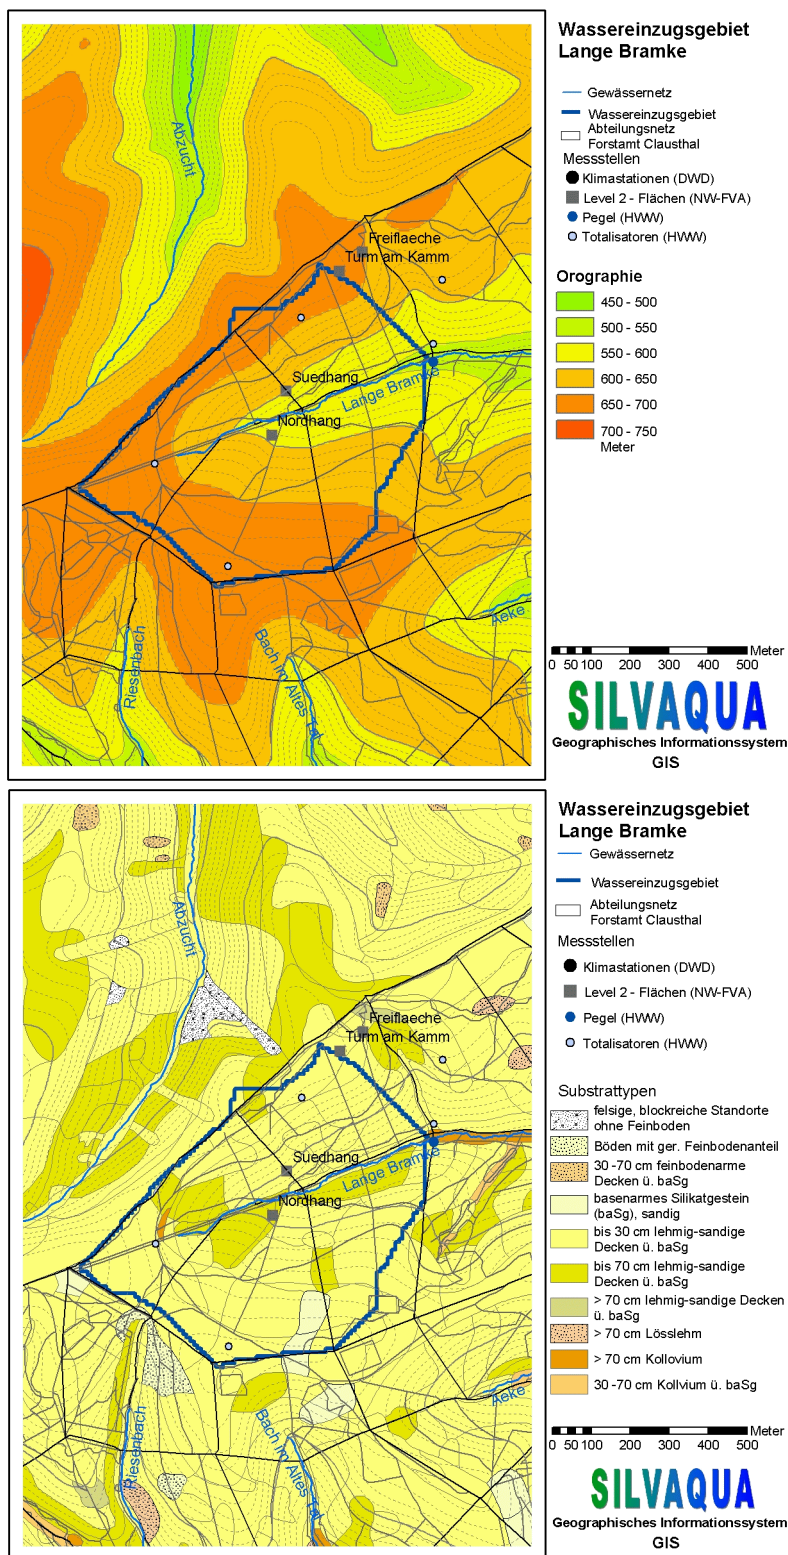 Wassereinzugsgebiet
Lange Bramke
Gewässernetz
Wassereinzugsgebiet
Abteilungsnetz
Forstamt Clausthal
Messstellen
Klimastationen (DWD)
Level 2 - Flächen (NW-FVA)
Pegel (HWW)
Totalisatoren (HWW)
Orographie
450 - 500
500 - 550
550 - 600
600 - 650
650 - 700
700 - 750
Meter
Abzucht
Freiflaeche
Turm am Kamm
Suedhang
Lange Bramke
Nordhang
Aeke
Riesenbach
Bach im Altes Tal
Meter
0 50 100 200 300 400 500
SILVAQUA
Geographisches Informationssystem
GIS
Wassereinzugsgebiet
Lange Bramke
Gewässernetz
Wassereinzugsgebiet
Abteilungsnetz
Forstamt Clausthal
Messstellen
Klimastationen (DWD)
Level 2 - Flächen (NW-FVA)
Pegel (HWW)
Totalisatoren (HWW)
Substrattypen
felsige, blockreiche Standorte
ohne Feinboden
Böden mit ger. Feinbodenanteil
30 -70 cm feinbodenarme
Decken ü. baSg
basenarmes Silikatgestein
(baSg), sandig
bis 30 cm lehmig-sandige
Decken ü. baSg
bis 70 cm lehmig-sandige
Decken ü. baSg
> 70 cm lehmig-sandige Decken
ü. baSg
> 70 cm Lösslehm
> 70 cm Kollovium
30 -70 cm Kollvium ü. baSg
Abzucht
Freiflaeche
Turm am Kamm
Suedhang
Lange Bramke
Nordhang
Aeke
Riesenbach
Bach im Altes Tal
Meter
0 50 100 200 300 400 500
SILVAQUA
Geographisches Informationssystem
GIS